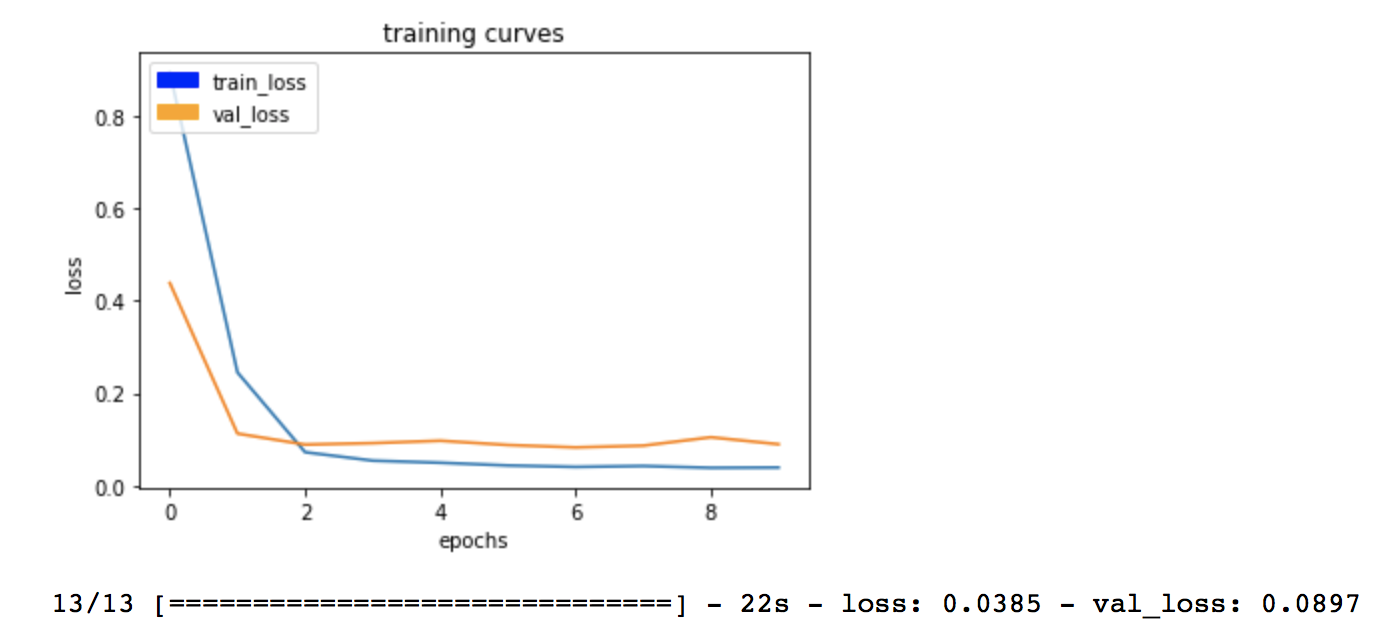 training curves
train_loss
val_loss
0.8
0.6
0.4
0.2
0.0
loss
0 2 4 6 8
epochs
13/13 [==============================] - 22s - loss: 0.0385 - val_loss: 0.0897